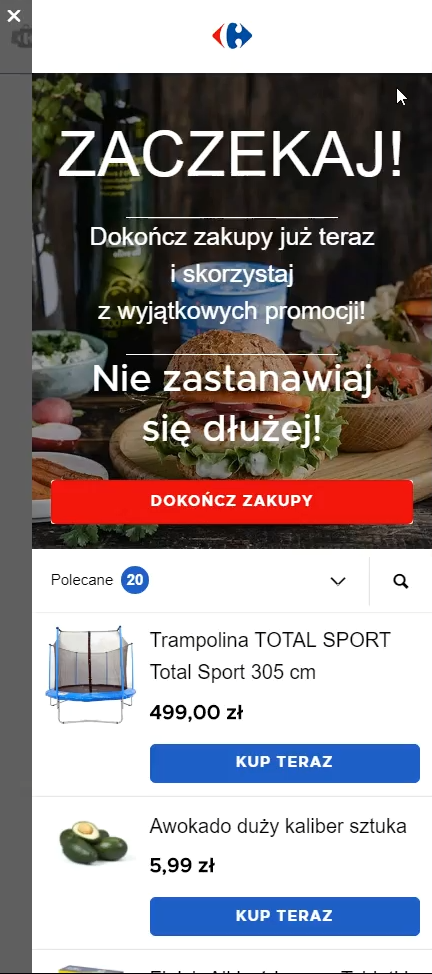 ZACZEKAJ!
Dokończ zakupy już teraz
i skorzystaj
z wyjątkowych promocji!
Nie zastanawiaj
się dłużej!
DOKOŃCZ ZAKUPY
Polecane 20
Trampolina TOTAL SPORT
Total Sport 305 cm
499,00 zł
KUP TERAZ
Awokado duży kaliber sztuka
5,99 zł
KUP TERAZ